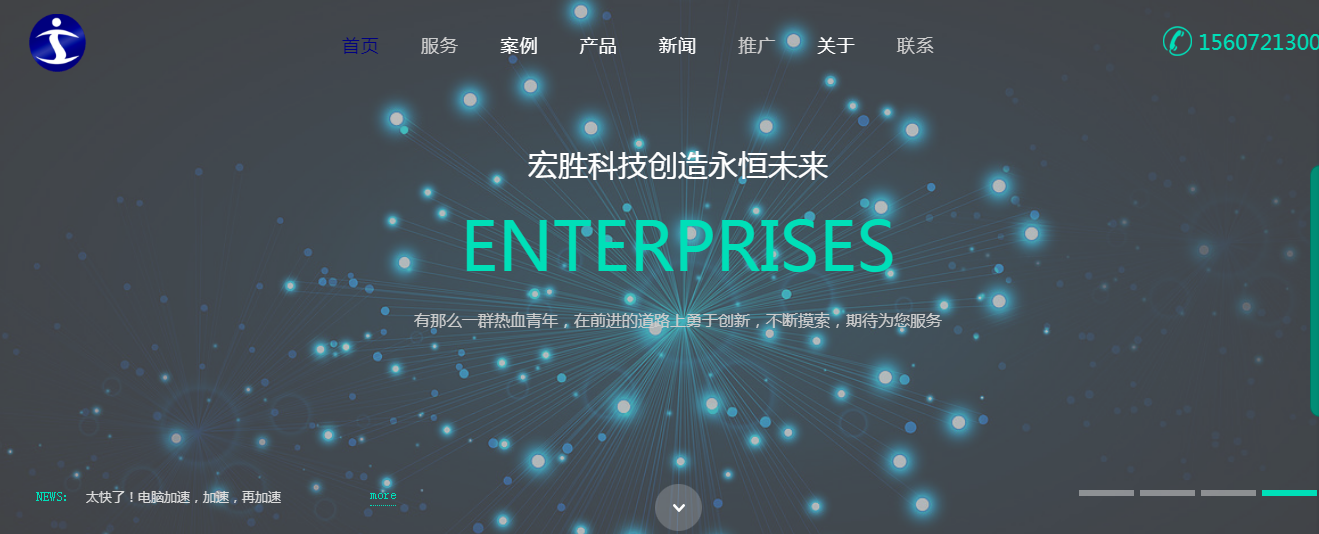 首页 服务 案例 产品 新闻 推广 关于 联系
1560721300
宏胜科技创造永恒未来
ENTERPRISES
有那么一群热血青年，在前进的道路上勇于创新，不断摸索，期待为您服务
NEWS: 太快了！电脑加速，加速，再加速 more